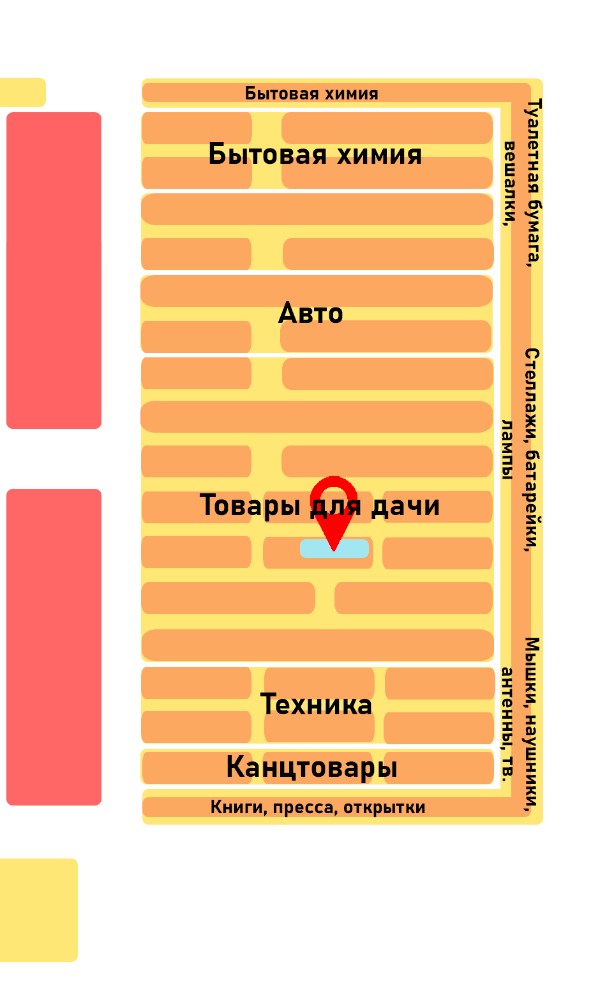 Бытовая химия
Бытовая химия
Туалетная бумага,
вешалки,
Авто
Стеллажи, батарейки,
лампы
Товары для дачи
Мышки, наушники,
антенны, тв.
Техника
Канцтовары
Книги, пресса, открытки